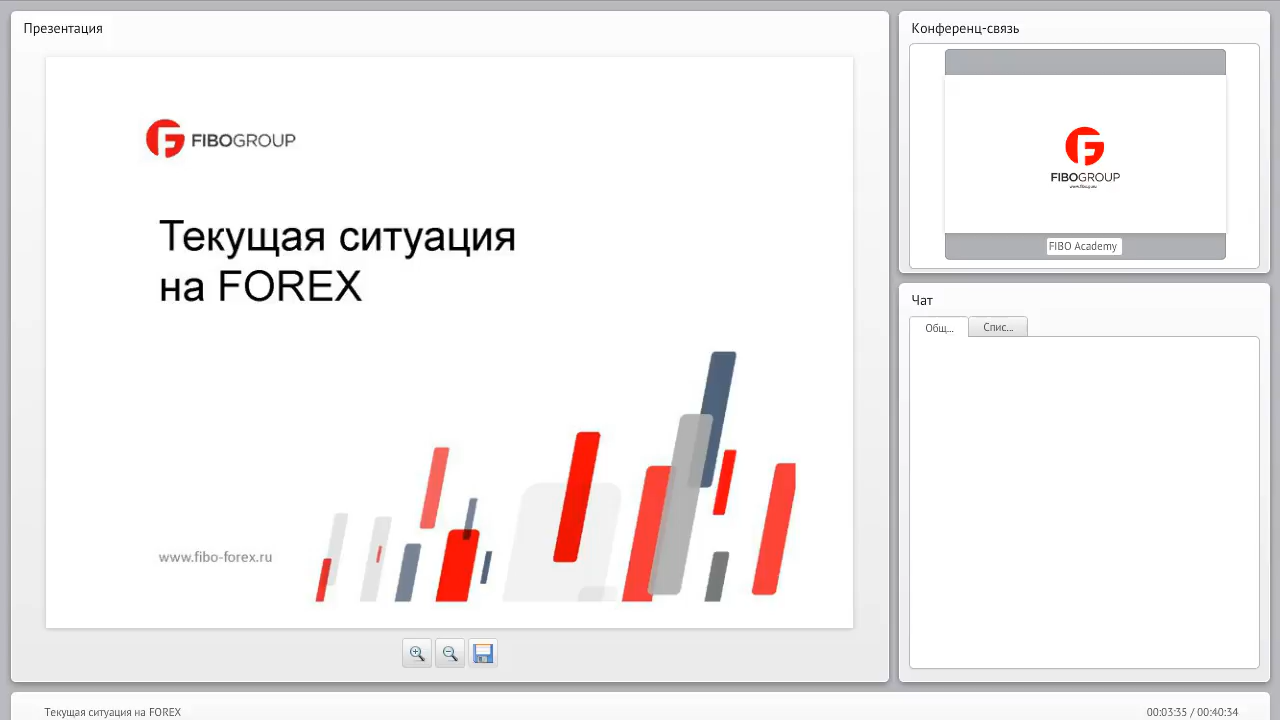 Презентация
FIBOGROUP
Текущая ситуация
на FOREX
www.fibo-forex.ru
Конференц-связь
FIBOGROUP
FIBO Academy
Чат
Общ...
Спис...
Текущая ситуация на FOREX
00:03:35 / 00:40:34